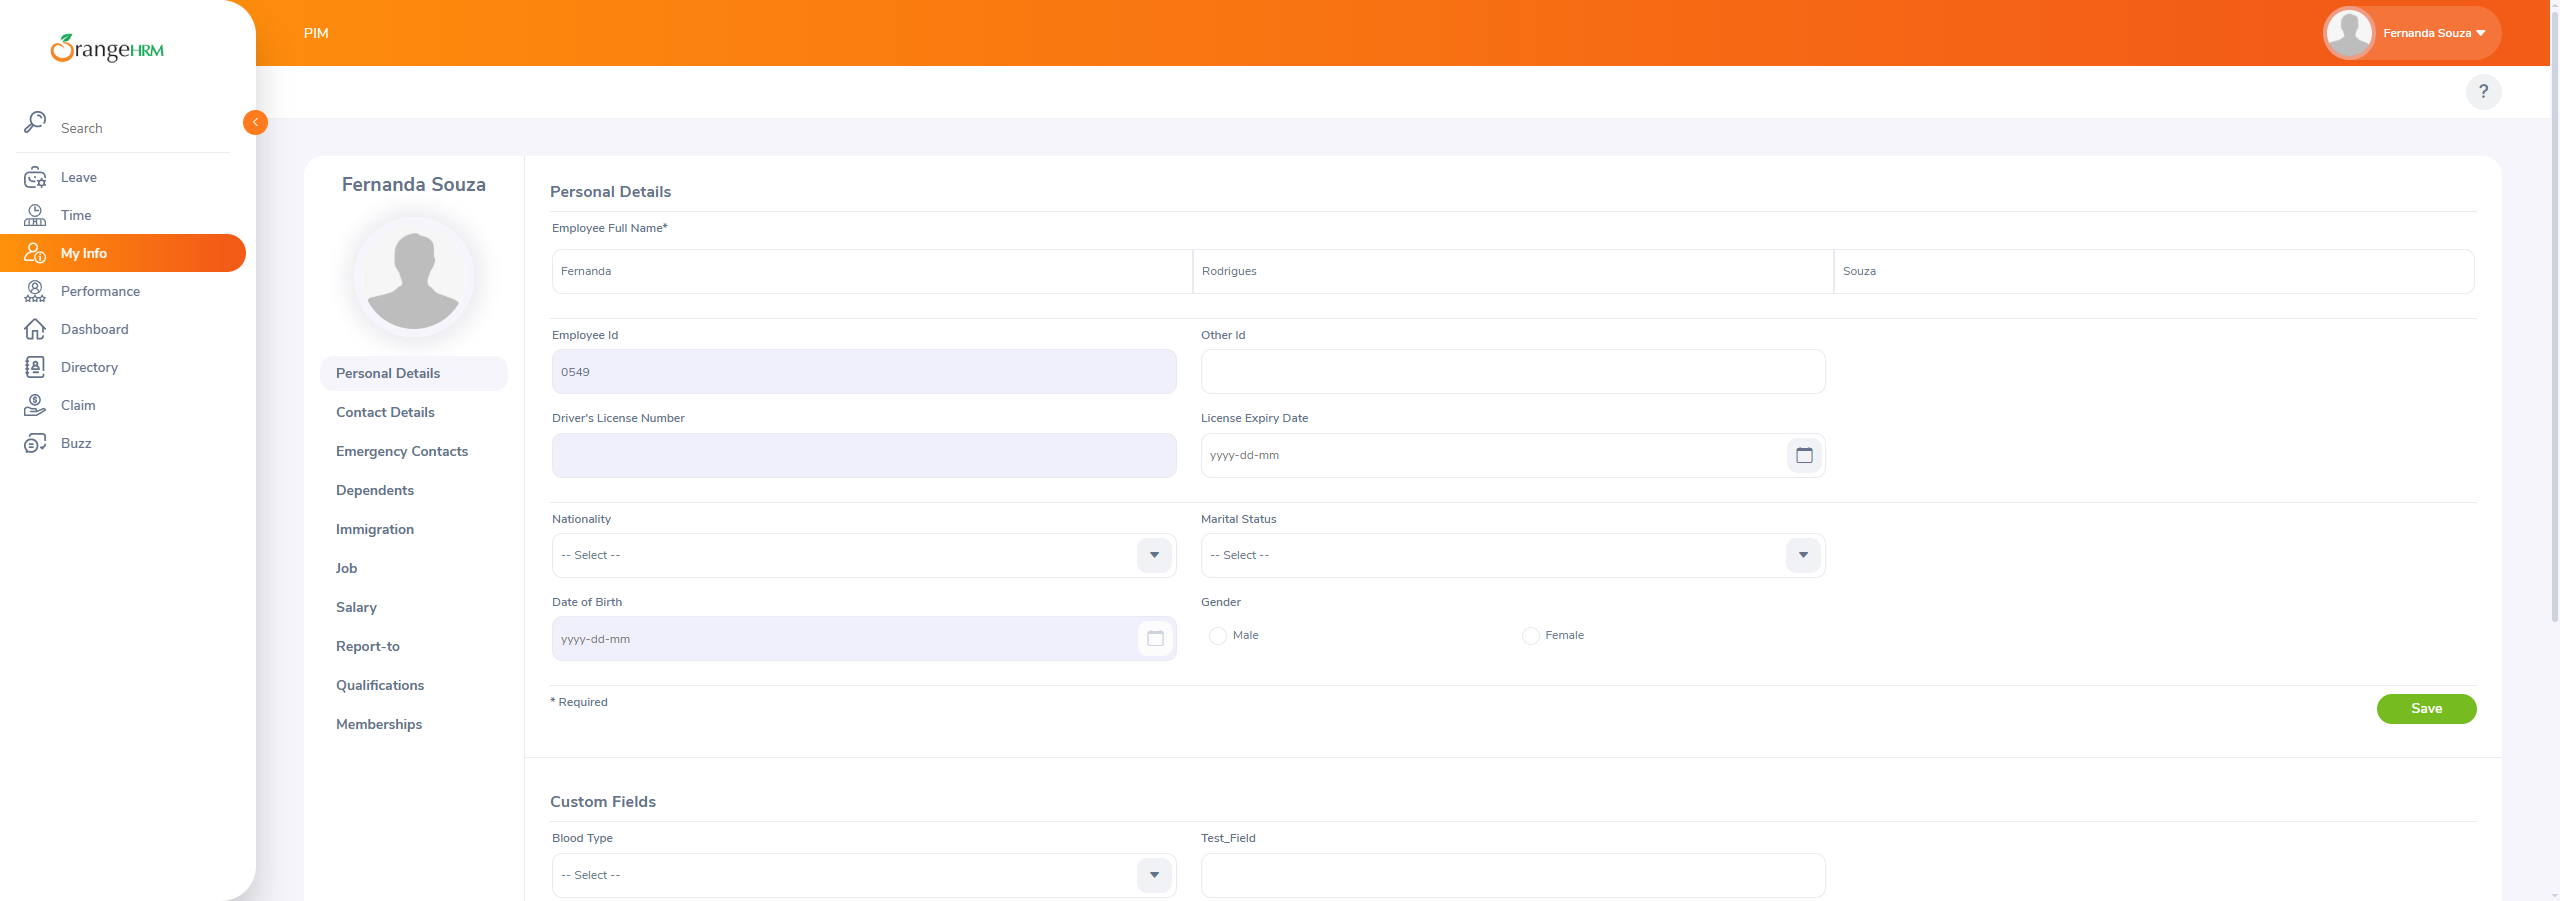 OrangeHRM
Search
Leave
Time
My Info
Performance
Dashboard
Directory
Claim
Buzz
PIM
Fernanda Souza
?
Fernanda Souza
Personal Details
Contact Details
Emergency Contacts
Dependents
Immigration
Job
Salary
Report-to
Qualifications
Memberships
Personal Details
Employee Full Name*
Fernanda Rodrigues Souza
Employee Id Other Id
0549
Driver's License Number License Expiry Date
yyyy-dd-mm
Nationality Marital Status
-- Select -- -- Select --
Date of Birth Gender
yyyy-dd-mm Male Female
* Required
Save
Custom Fields
Blood Type Test_Field
-- Select --